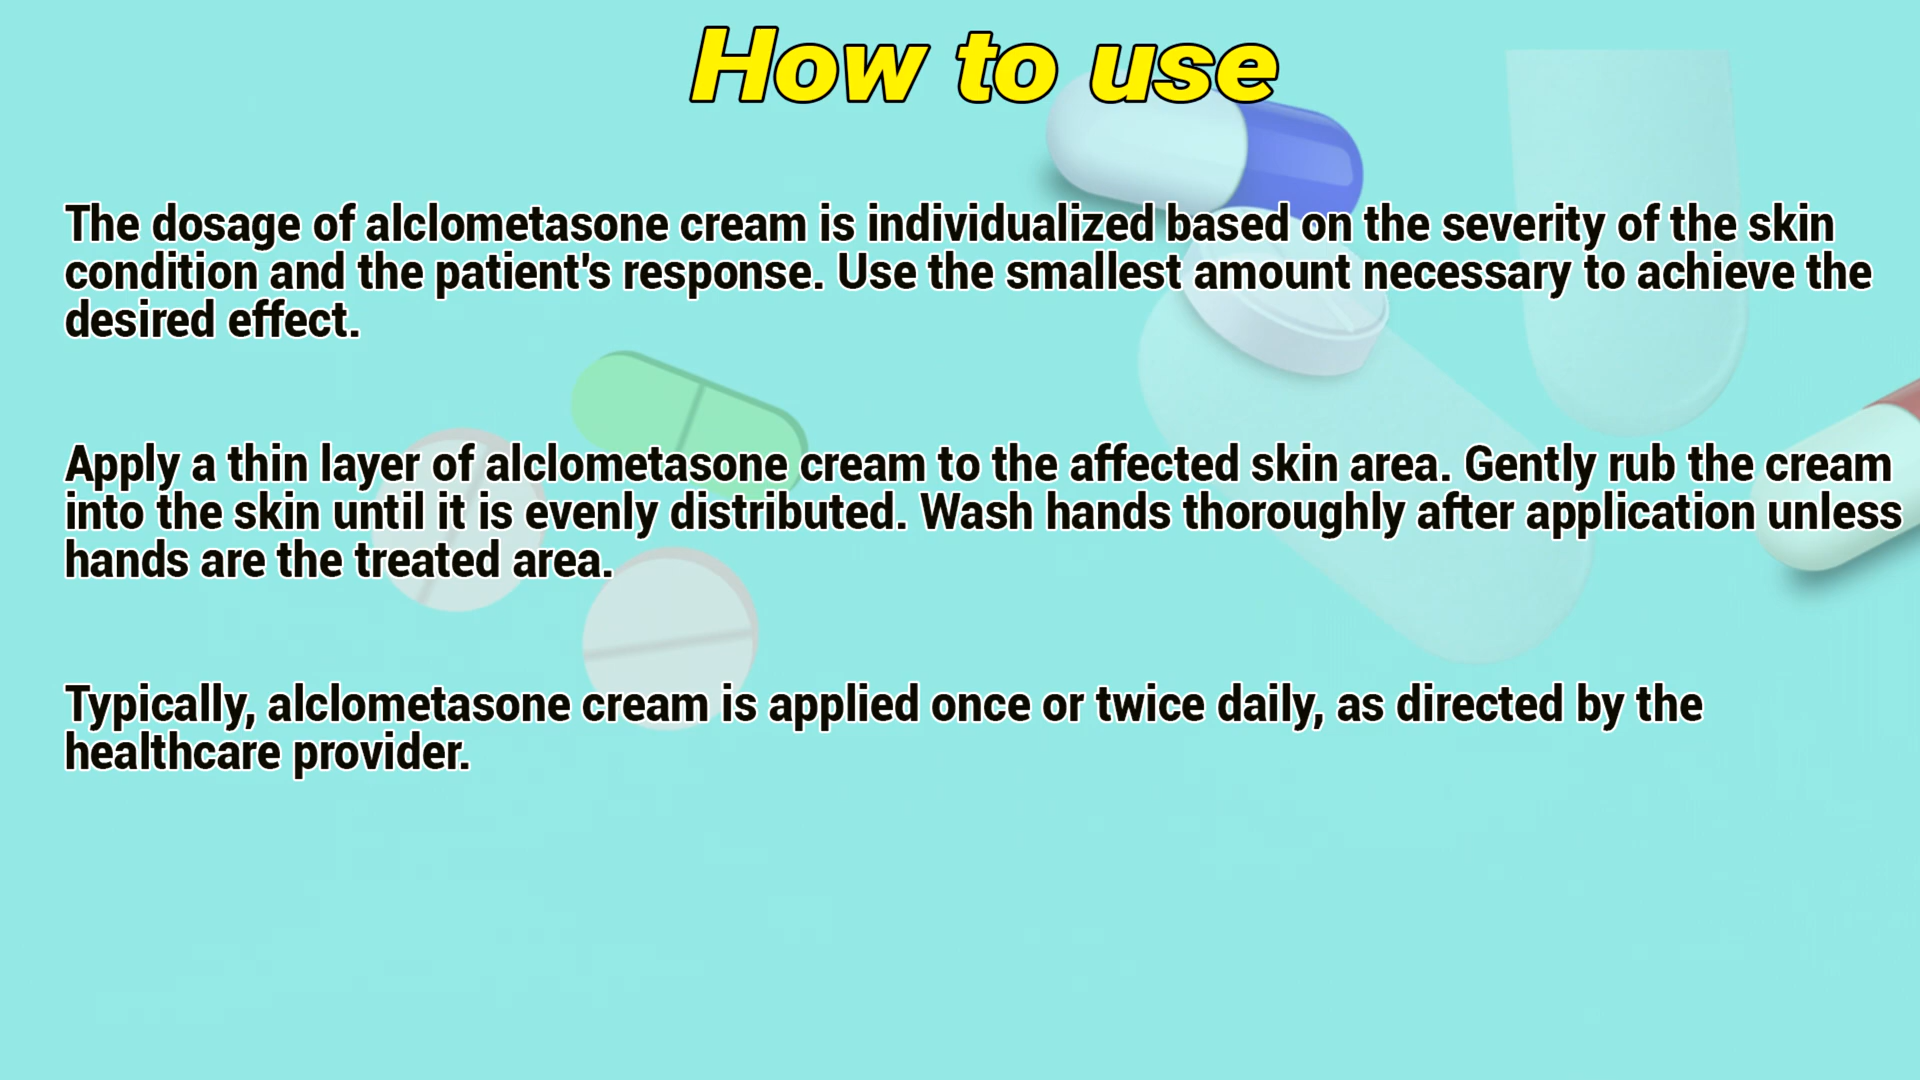 How to use
The dosage of alclometasone cream is individualized based on the severity of the skin
condition and the patient's response. Use the smallest amount necessary to achieve the
desired effect.
Apply a thin layer of alclometasone cream to the affected skin area. Gently rub the cream
into the skin until it is evenly distributed. Wash hands thoroughly after application unless
hands are the treated area.
Typically, alclometasone cream is applied once or twice daily, as directed by the
healthcare provider.